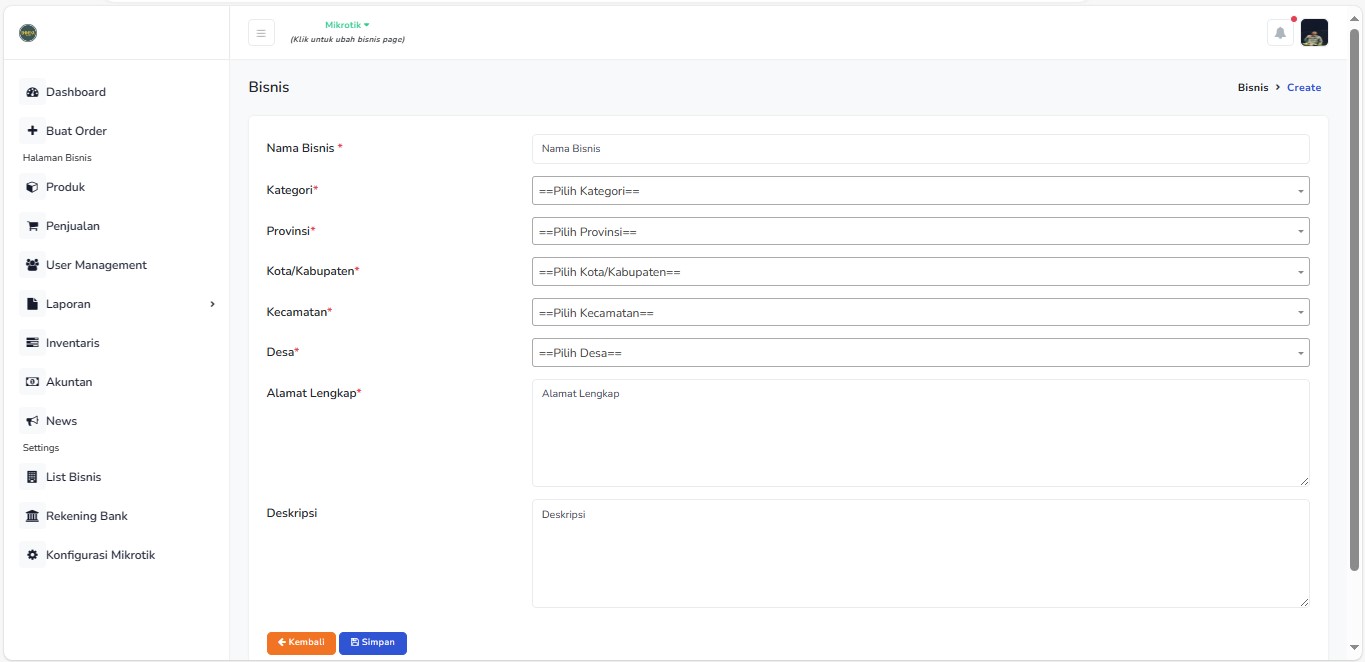 Mikrotik
(Klik untuk ubah bisnis page)
Dashboard
Buat Order
Halaman Bisnis
Produk
Penjualan
User Management
Laporan
Inventaris
Akuntan
News
Settings
List Bisnis
Rekening Bank
Konfigurasi Mikrotik
Bisnis
Bisnis > Create
Nama Bisnis *
Nama Bisnis
Kategori*
==Pilih Kategori==
Provinsi*
==Pilih Provinsi==
Kota/Kabupaten*
==Pilih Kota/Kabupaten==
Kecamatan*
==Pilih Kecamatan==
Desa*
==Pilih Desa==
Alamat Lengkap*
Alamat Lengkap
Deskripsi
Deskripsi
Kembali
Simpan